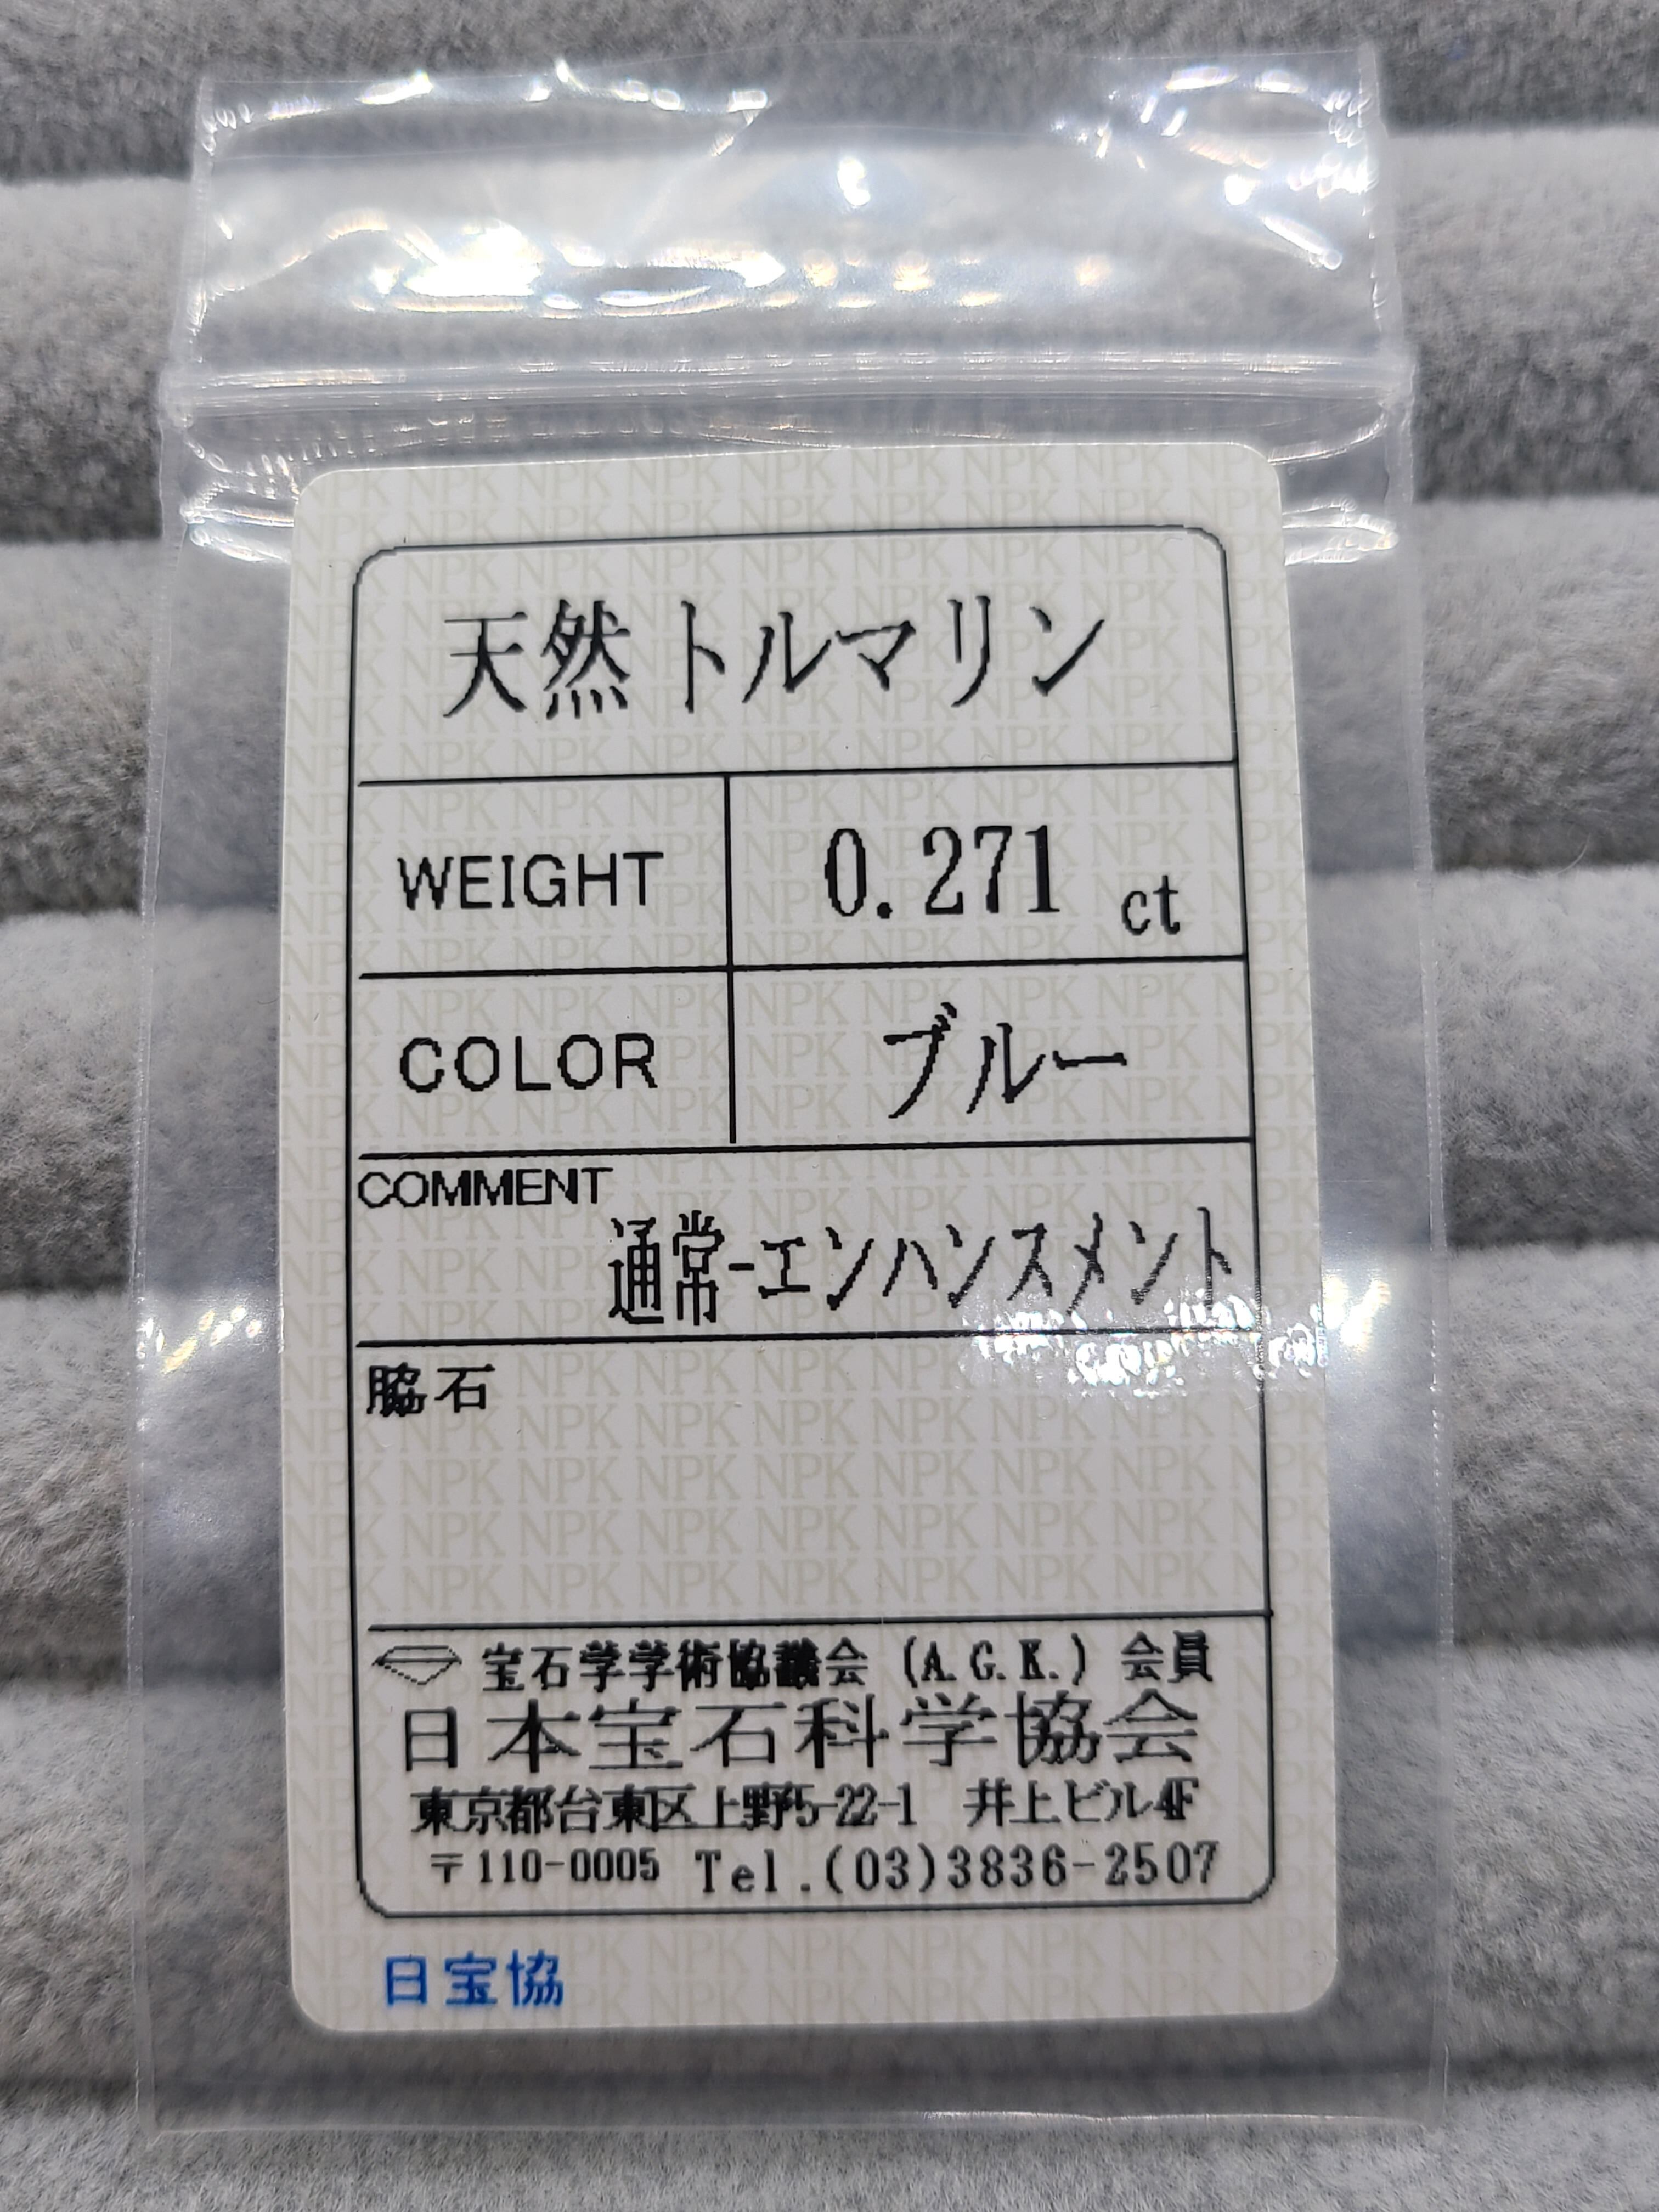 天然トルマリン
WEIGHT 0.271 ct
COLOR ブルー
COMMENT
通常-エンハンスメント
脇石
宝石学学術協議会 (A.G.K.) 会員
日本宝石科学協会
東京都台東区上野5-22-1 井上ビル4F
〒110-0005 Tel.(03)3836-2507
日宝協